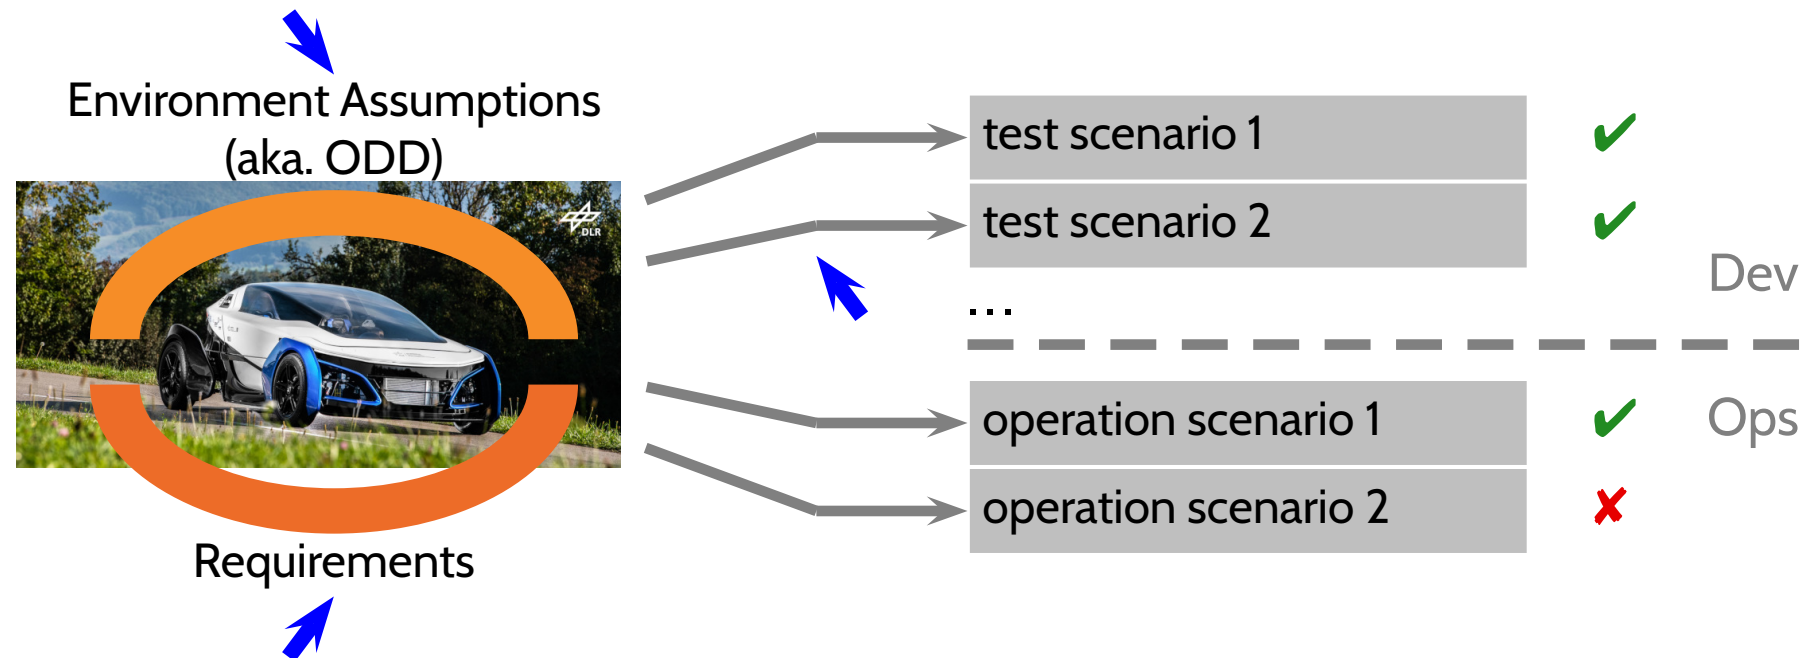 Environment Assumptions
(aka. ODD)
DLR
Requirements
test scenario 1
test scenario 2
...
operation scenario 1
operation scenario 2
Dev
Ops